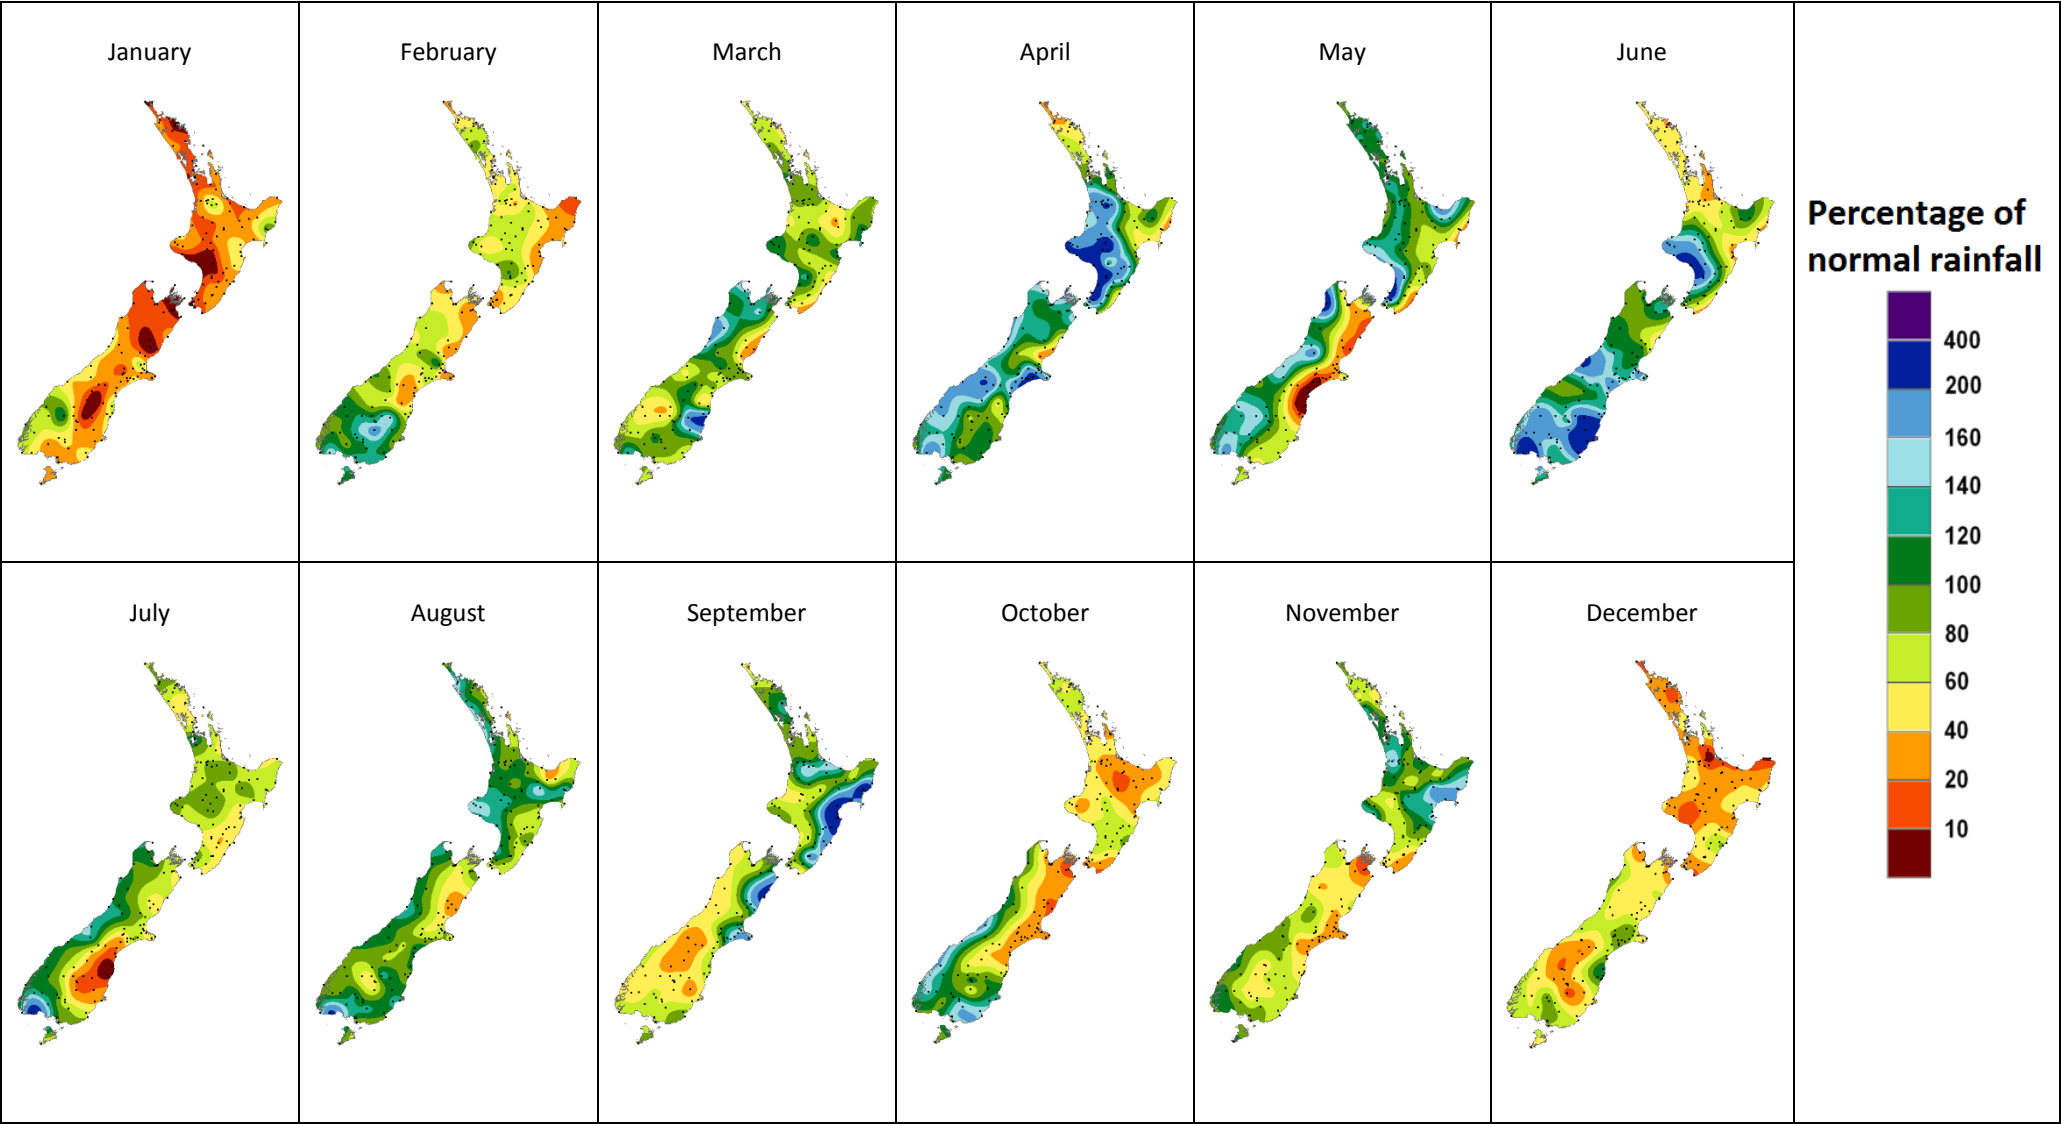 January
February
March
April
May
June
Percentage of
normal rainfall
400
200
160
140
120
100
80
60
40
20
10
July
August
September
October
November
December